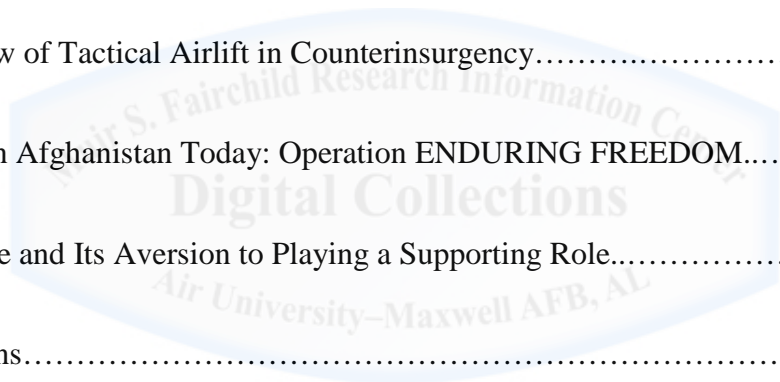 w of Tactical Airlift in Counterinsurgency……….……………
Muir S. Fairchild Research Information Center
n Afghanistan Today: Operation ENDURING FREEDOM..…
Digital Collections
e and Its Aversion to Playing a Supporting Role..……………
Air University–Maxwell AFB, AL
ns……………………………………………………………………